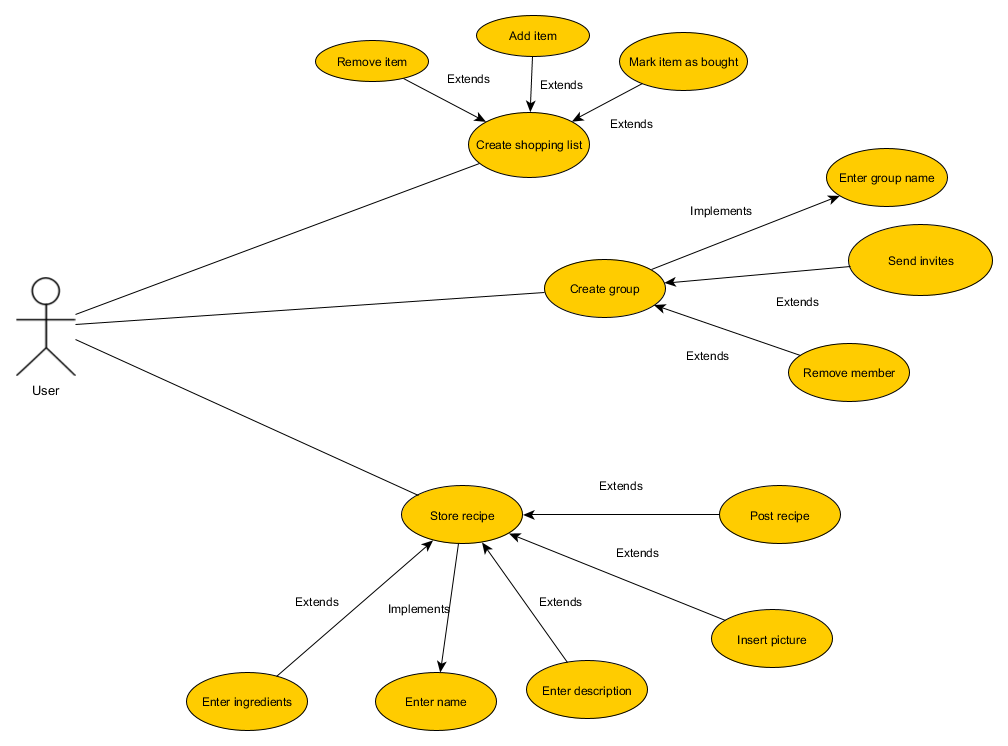 Add item
Remove item
Mark item as bought
Extends
Extends
Extends
Create shopping list
Enter group name
Implements
Send invites
Create group
Extends
Extends
Remove member
User
Extends
Store recipe
Post recipe
Extends
Extends
Implements
Extends
Insert picture
Enter ingredients
Enter name
Enter description